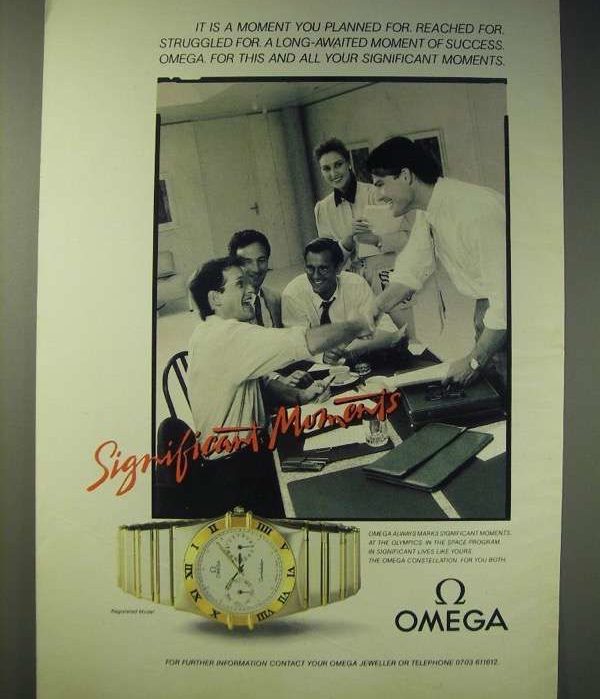 IT IS A MOMENT YOU PLANNED FOR. REACHED FOR.
STRUGGLED FOR. A LONG-AWAITED MOMENT OF SUCCESS.
OMEGA. FOR THIS AND ALL YOUR SIGNIFICANT MOMENTS.
Significant Moments
OMEGA ALWAYS MARKS SIGNIFICANT MOMENTS.
AT THE OLYMPICS. IN THE SPACE PROGRAM.
IN SIGNIFICANT LIVES LIKE YOURS.
THE OMEGA CONSTELLATION. FOR YOU BOTH.
Registered Model
Ω
OMEGA
FOR FURTHER INFORMATION CONTACT YOUR OMEGA JEWELLER OR TELEPHONE 0703 611612.